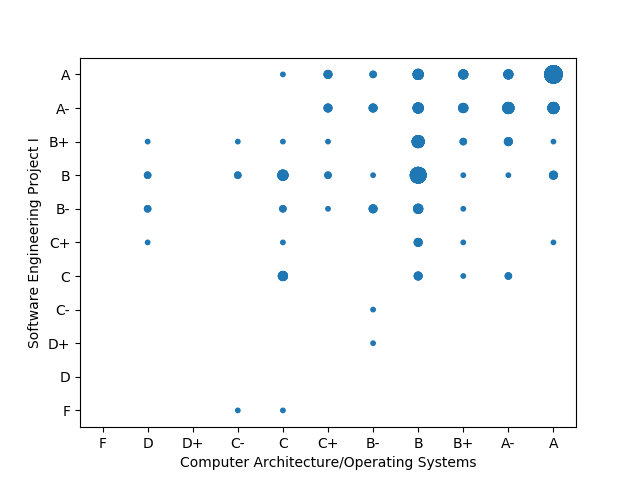 Software Engineering Project I
A
A-
B+
B
B-
C+
C
C-
D+
D
F
F D D+ C- C C+ B- B B+ A- A
Computer Architecture/Operating Systems